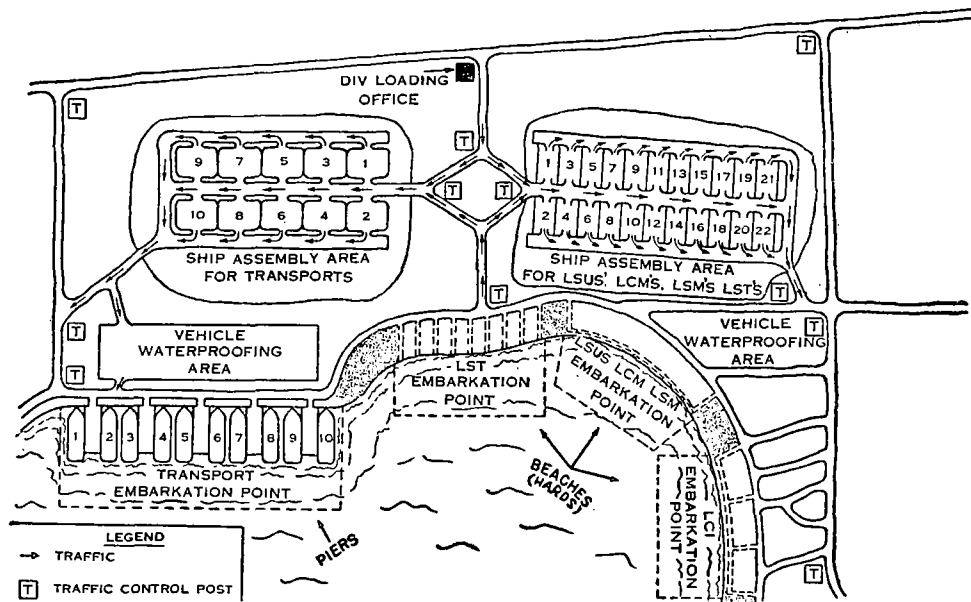 T
T
DIV LOADING
OFFICE
T
9 7 5 3 1
10 8 6 4 2
SHIP ASSEMBLY AREA
FOR TRANSPORTS
T
T
1 3 5 7 9 11 13 15 17 19 21
2 4 6 8 10 12 14 16 18 20 22
SHIP ASSEMBLY AREA
FOR LSUS', LCM'S, LSM'S LST'S
T
T
T
VEHICLE
WATERPROOFING
AREA
T
VEHICLE
WATERPROOFING
AREA
T
LST
EMBARKATION
POINT
LSUS LCM LSM
EMBARKATION
POINT
1 2 3 4 5 6 7 8 9 10
TRANSPORT
EMBARKATION POINT
BEACHES
(HARDS)
LCI
EMBARKATION
POINT
PIERS
LEGEND
TRAFFIC
T TRAFFIC CONTROL POST
T